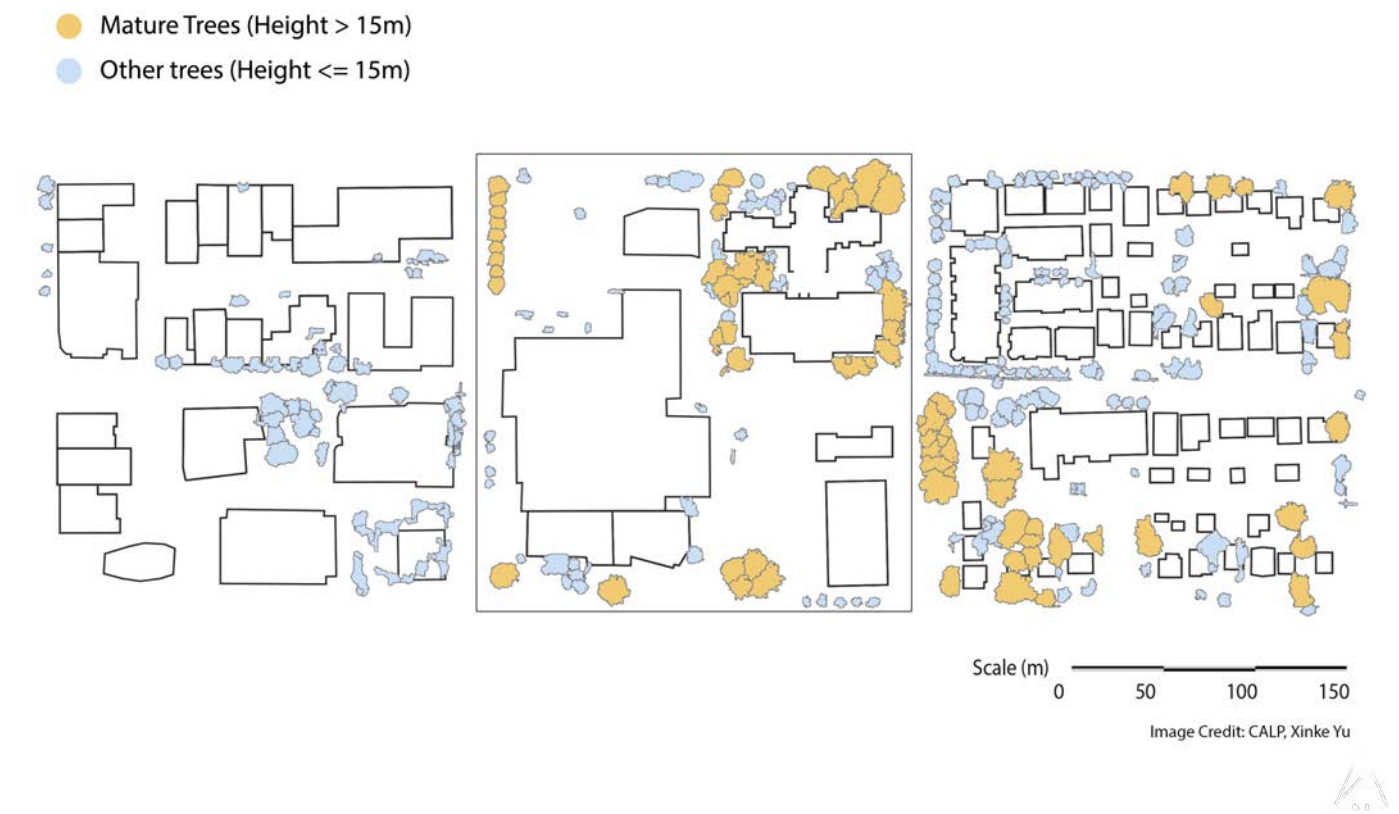 Mature Trees (Height > 15m)
Other trees (Height <= 15m)
Scale (m)
0 50 100 150
Image Credit: CALP, Xinke Yu